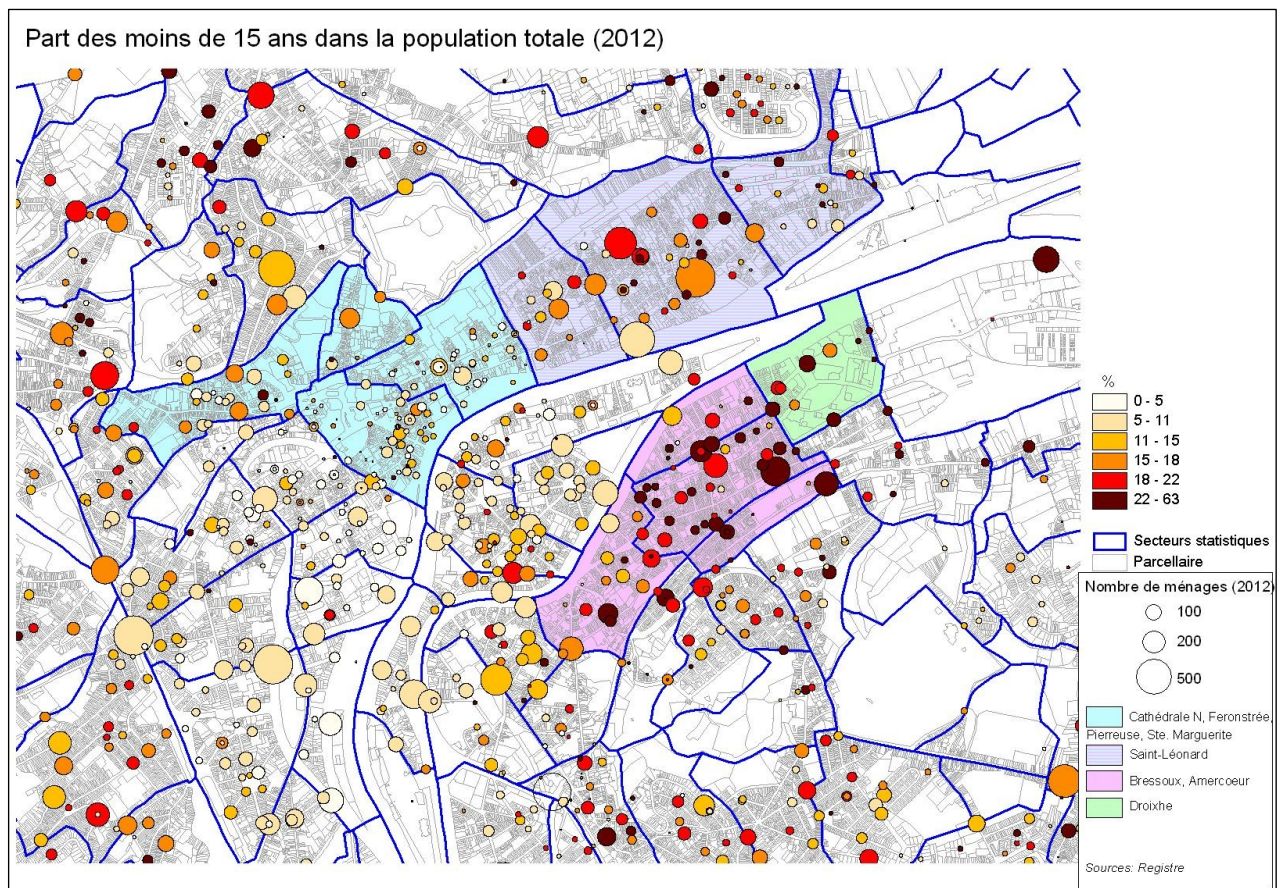 Part des moins de 15 ans dans la population totale (2012)
%
0 - 5
5 - 11
11 - 15
15 - 18
18 - 22
22 - 63
Secteurs statistiques
Parcellaire
Nombre de ménages (2012)
100
200
500
Cathédrale N, Feronstrée,
Pierreuse, Ste. Marguerite
Saint-Léonard
Bressoux, Amercoeur
Droixhe
Sources: Registre